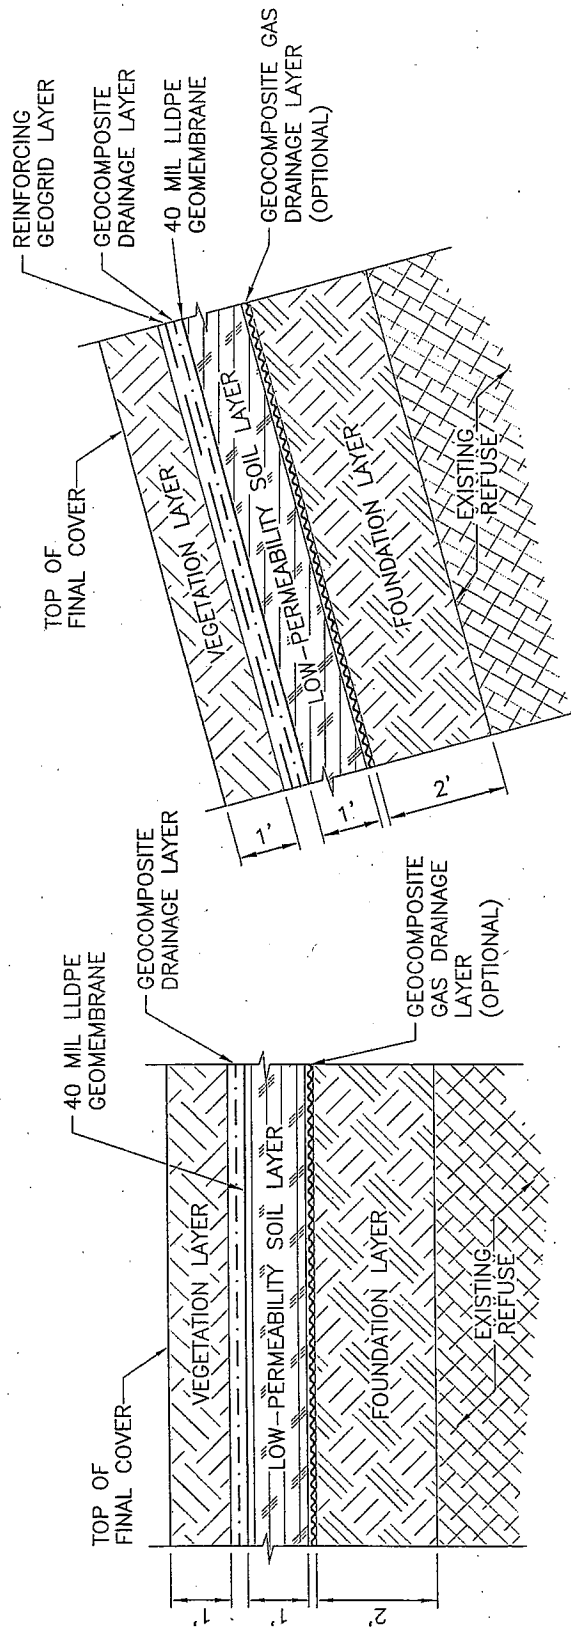 TOP OF
FINAL COVER
40 MIL LLDPE
GEOMEMBRANE
GEOCOMPOSITE
DRAINAGE LAYER
VEGETATION LAYER
LOW-PERMEABILITY SOIL LAYER
GEOCOMPOSITE
GAS DRAINAGE
LAYER
(OPTIONAL)
FOUNDATION LAYER
EXISTING
REFUSE
1'
1'
2'
TOP OF
FINAL COVER
REINFORCING
GEOGRID LAYER
GEOCOMPOSITE
DRAINAGE LAYER
40 MIL LLDPE
GEOMEMBRANE
VEGETATION LAYER
LOW-PERMEABILITY SOIL LAYER
GEOCOMPOSITE GAS
DRAINAGE LAYER
(OPTIONAL)
FOUNDATION LAYER
EXISTING
REFUSE
1'
1'
2'